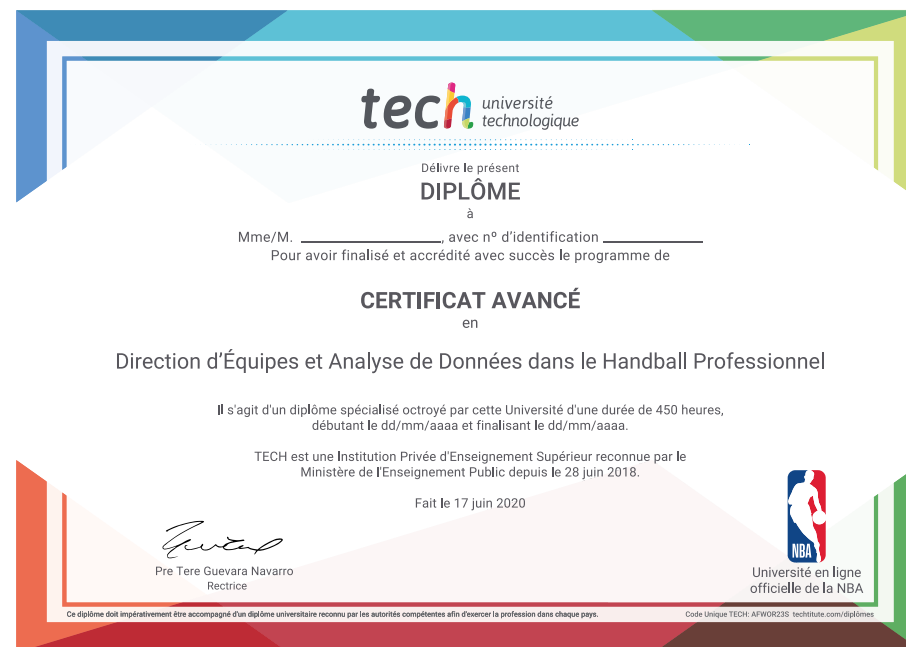 tech université
technologique
Délivre le présent
DIPLÔME
à
Mme/M. ____________________, avec nº d'identification ______________
Pour avoir finalisé et accrédité avec succès le programme de
CERTIFICAT AVANCÉ
en
Direction d'Équipes et Analyse de Données dans le Handball Professionnel
Il s'agit d'un diplôme spécialisé octroyé par cette Université d'une durée de 450 heures,
débutant le dd/mm/aaaa et finalisant le dd/mm/aaaa.
TECH est une Institution Privée d'Enseignement Supérieur reconnue par le
Ministère de l'Enseignement Public depuis le 28 juin 2018.
Fait le 17 juin 2020
Pre Tere Guevara Navarro
Rectrice
NBA
Université en ligne
officielle de la NBA
Ce diplôme doit impérativement être accompagné d'un diplôme universitaire reconnu par les autorités compétentes afin d'exercer la profession dans chaque pays.
Code Unique TECH: AFWOR23S techtitute.com/diplômes